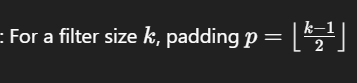 : For a filter size k, padding p = ⌊(k−1)/2⌋